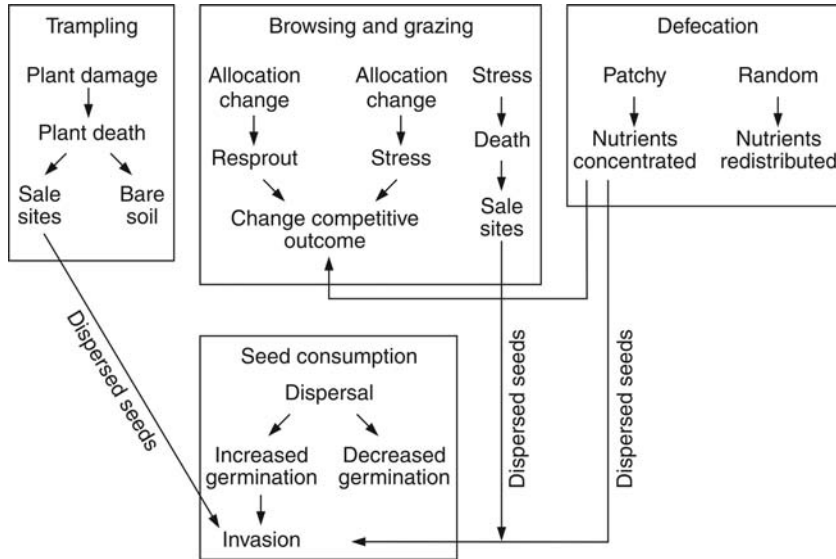 Trampling
Plant damage
Plant death
Sale
sites
Bare
soil
Browsing and grazing
Allocation
change
Allocation
change
Stress
Resprout
Stress
Death
Change competitive
outcome
Sale
sites
Defecation
Patchy
Random
Nutrients
concentrated
Nutrients
redistributed
Dispersed seeds
Dispersed seeds
Dispersed seeds
Seed consumption
Dispersal
Increased
germination
Decreased
germination
Invasion